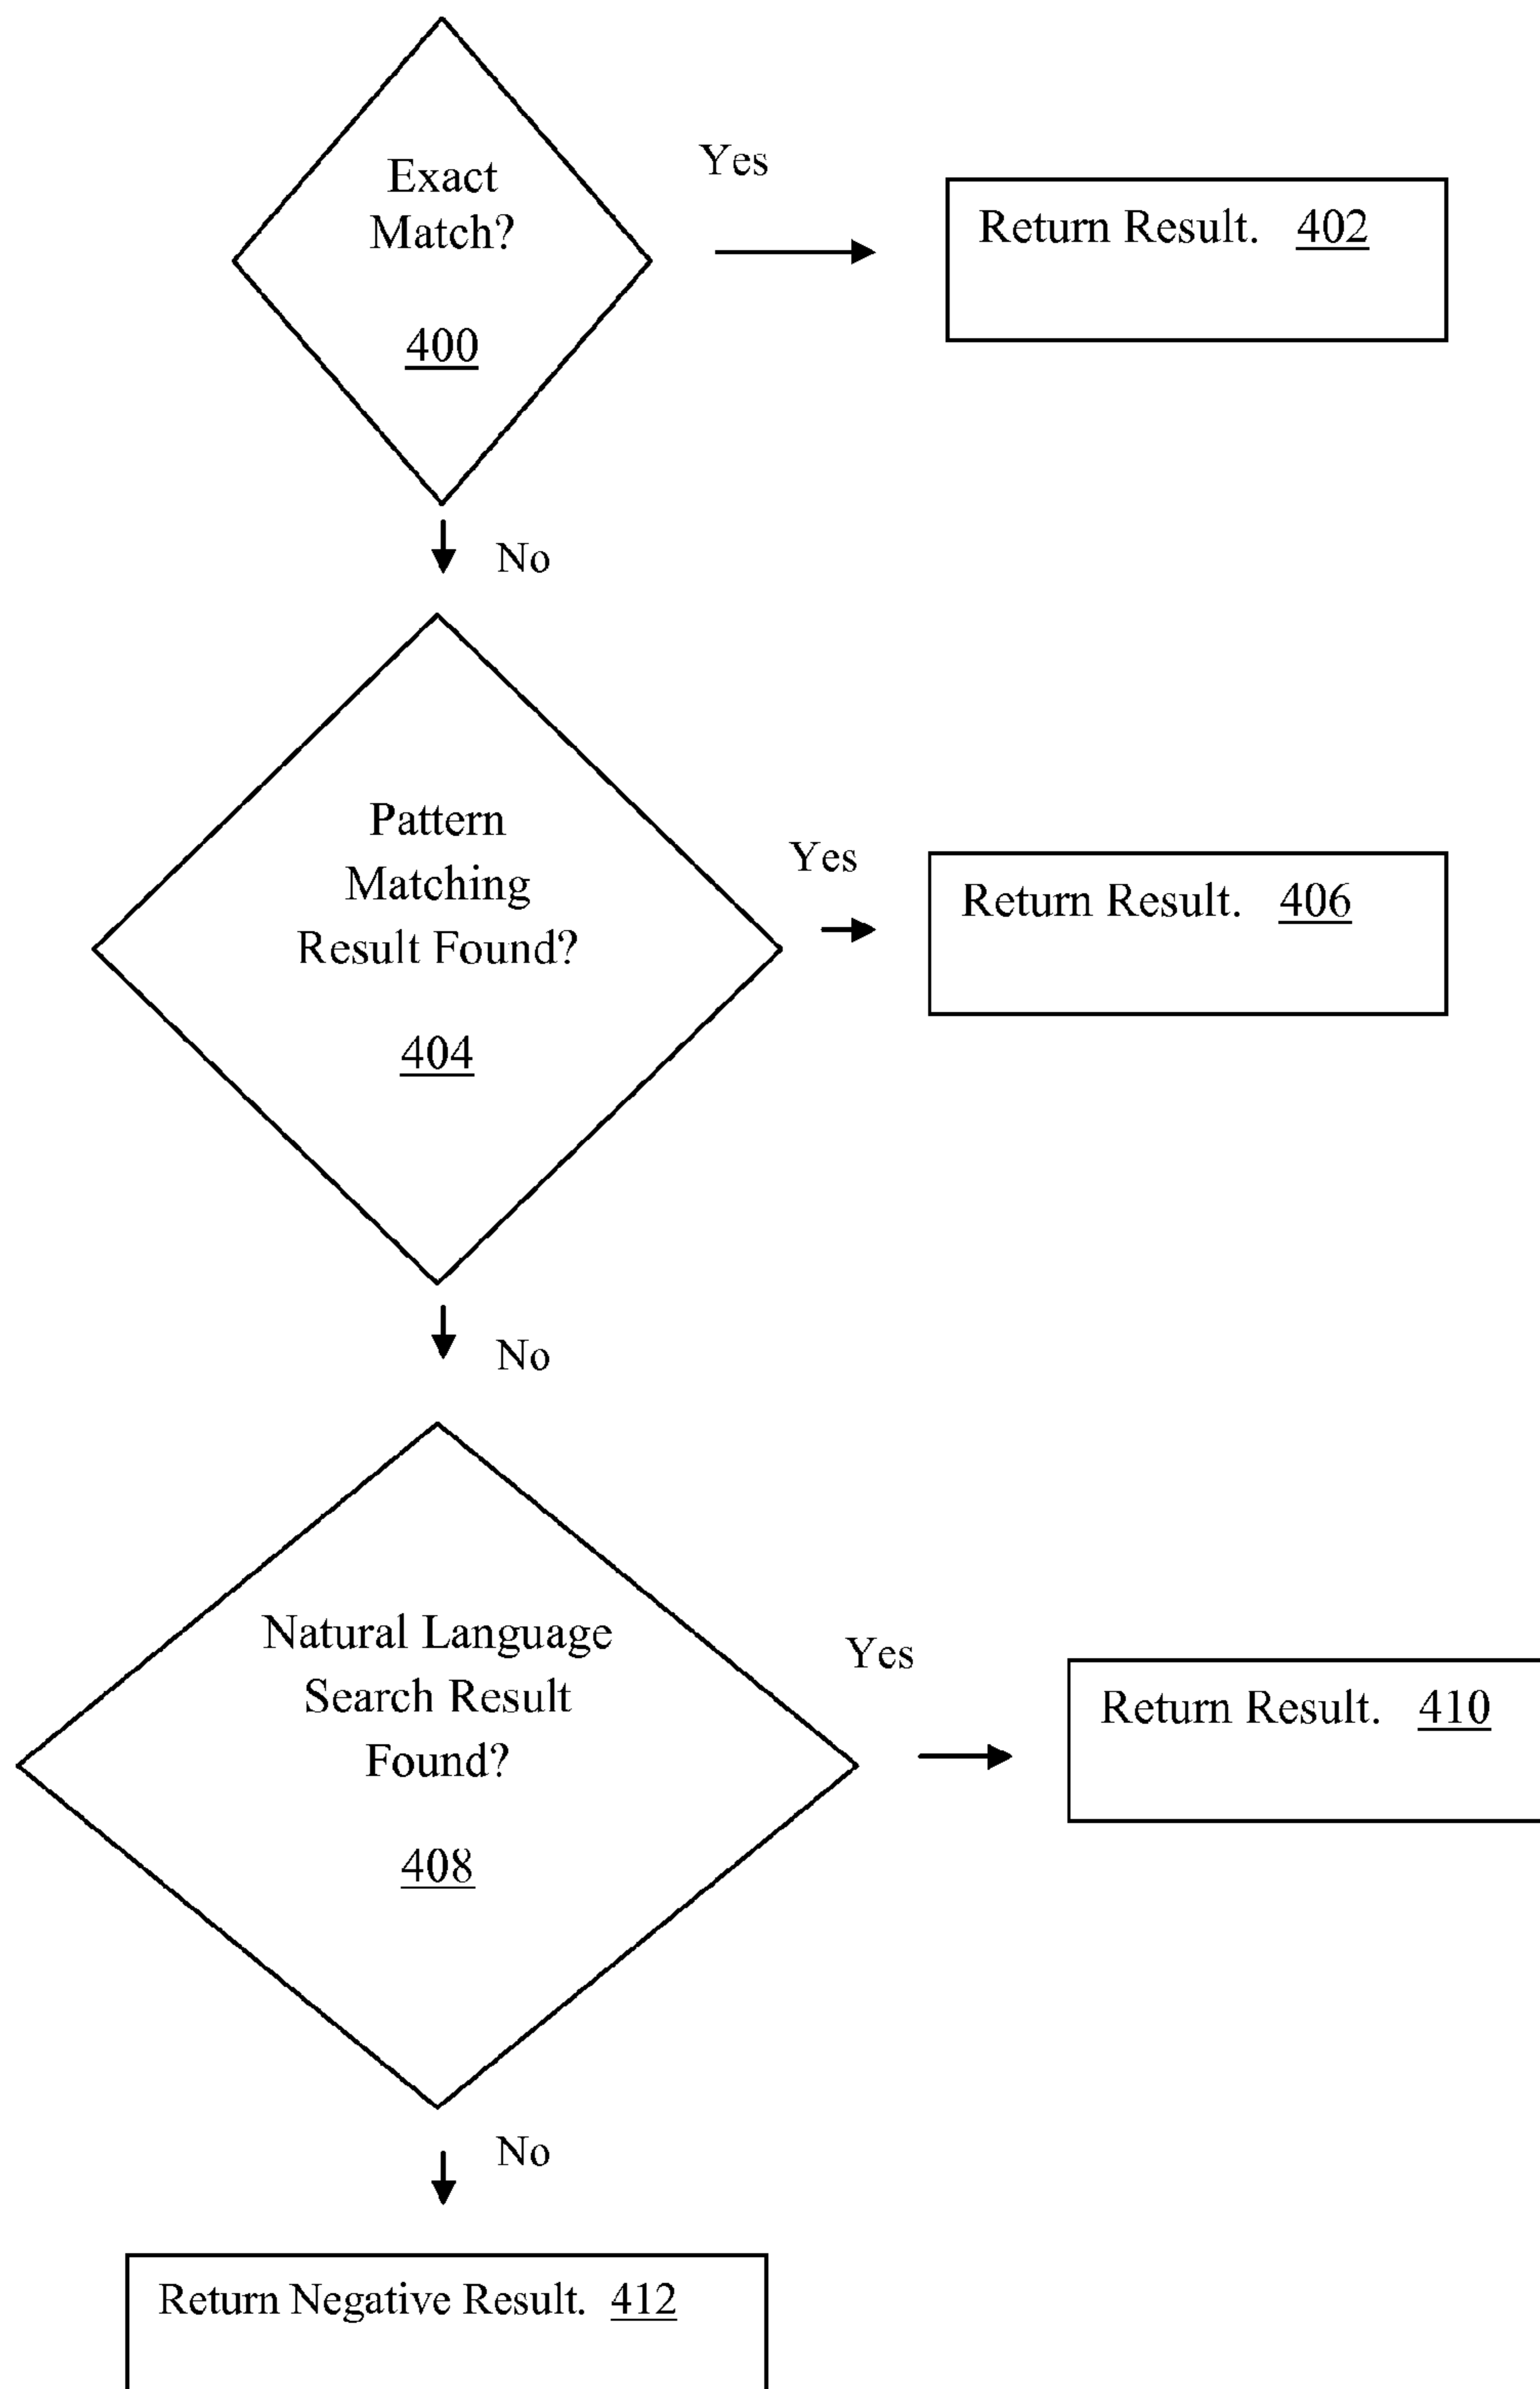 Exact
Match?
400
Yes
Return Result. 402
No
Pattern
Matching
Result Found?
404
Yes
Return Result. 406
No
Natural Language
Search Result
Found?
408
Yes
Return Result. 410
No
Return Negative Result. 412